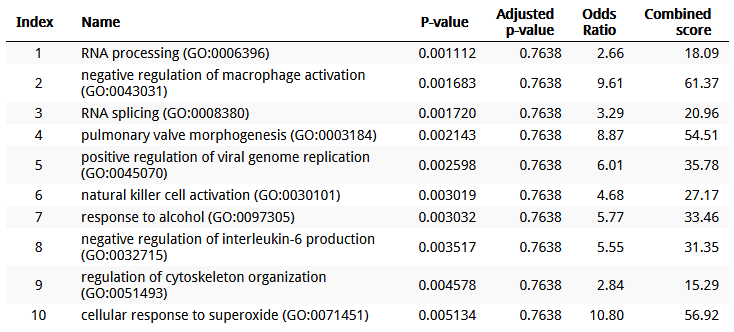 Index Name P-value Adjusted p-value Odds Ratio Combined score
1 RNA processing (GO:0006396) 0.001112 0.7638 2.66 18.09
2 negative regulation of macrophage activation (GO:0043031) 0.001683 0.7638 9.61 61.37
3 RNA splicing (GO:0008380) 0.001720 0.7638 3.29 20.96
4 pulmonary valve morphogenesis (GO:0003184) 0.002143 0.7638 8.87 54.51
5 positive regulation of viral genome replication (GO:0045070) 0.002598 0.7638 6.01 35.78
6 natural killer cell activation (GO:0030101) 0.003019 0.7638 4.68 27.17
7 response to alcohol (GO:0097305) 0.003032 0.7638 5.77 33.46
8 negative regulation of interleukin-6 production (GO:0032715) 0.003517 0.7638 5.55 31.35
9 regulation of cytoskeleton organization (GO:0051493) 0.004578 0.7638 2.84 15.29
10 cellular response to superoxide (GO:0071451) 0.005134 0.7638 10.80 56.92